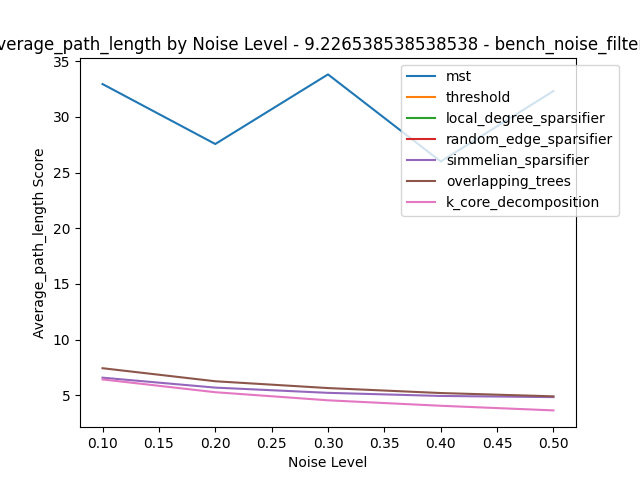 verage_path_length by Noise Level - 9.226538538538538 - bench_noise_filter
Average_path_length Score
35
30
25
20
15
10
5
mst
threshold
local_degree_sparsifier
random_edge_sparsifier
simmelian_sparsifier
overlapping_trees
k_core_decomposition
0.10 0.15 0.20 0.25 0.30 0.35 0.40 0.45 0.50
Noise Level